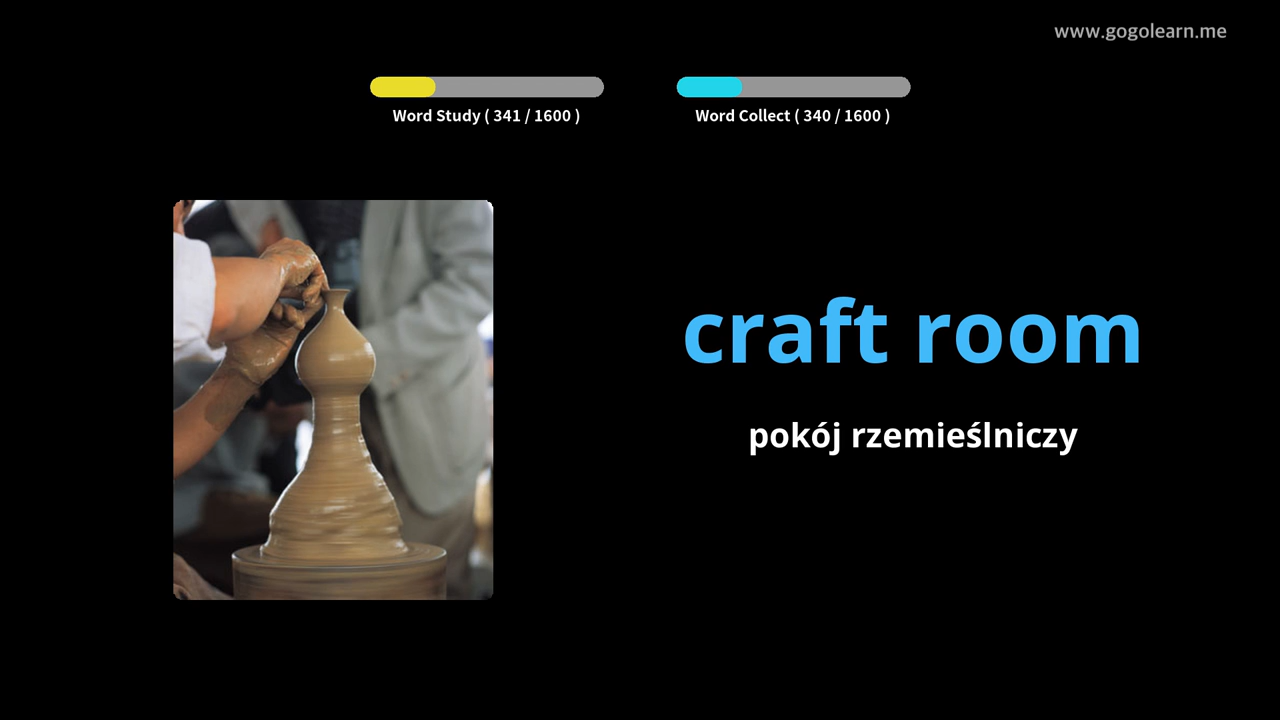 www.gogolearn.me
Word Study ( 341 / 1600 )
Word Collect ( 340 / 1600 )
craft room
pokój rzemieślniczy